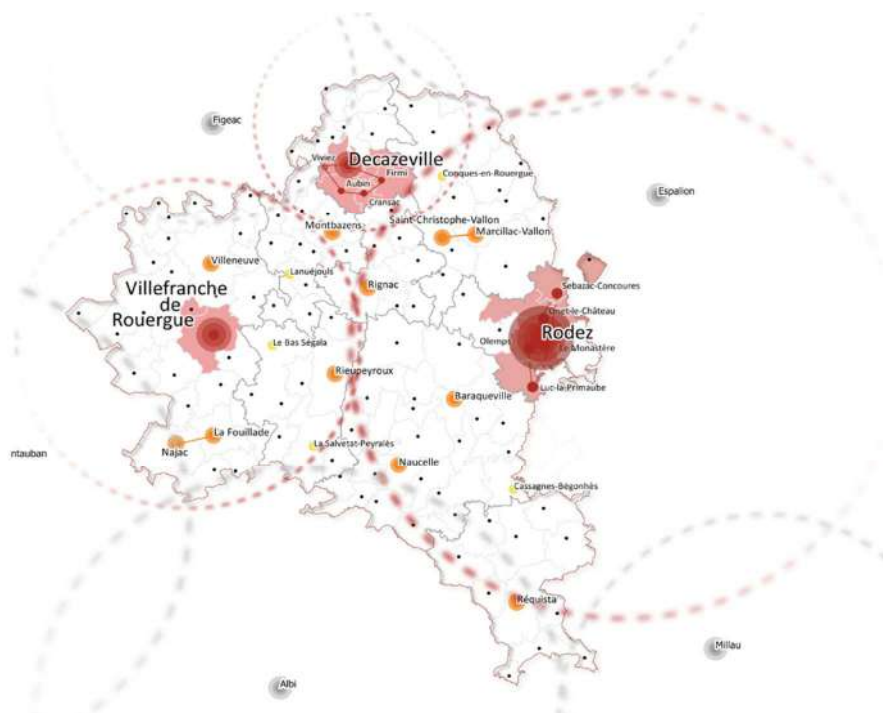 Figeac
Decazeville
Viviez
Firmi
Aubin
Cransac
Conques-en-Rouergue
Espalion
Saint-Christophe-Vallon
Montbazens
Marcillac-Vallon
Villeneuve
Lanuéjouls
Rignac
Sébazac-Concourès
Villefranche
de
Rouergue
Onet-le-Château
Rodez
Olemps
Le Monastère
Le Bas Ségala
Rieupeyroux
Luc-la-Primaube
Baraqueville
La Fouillade
Najac
La Salvetat-Peyralès
ntauban
Naucelle
Cassagnes-Bégonhès
Réquista
Millau
Albi